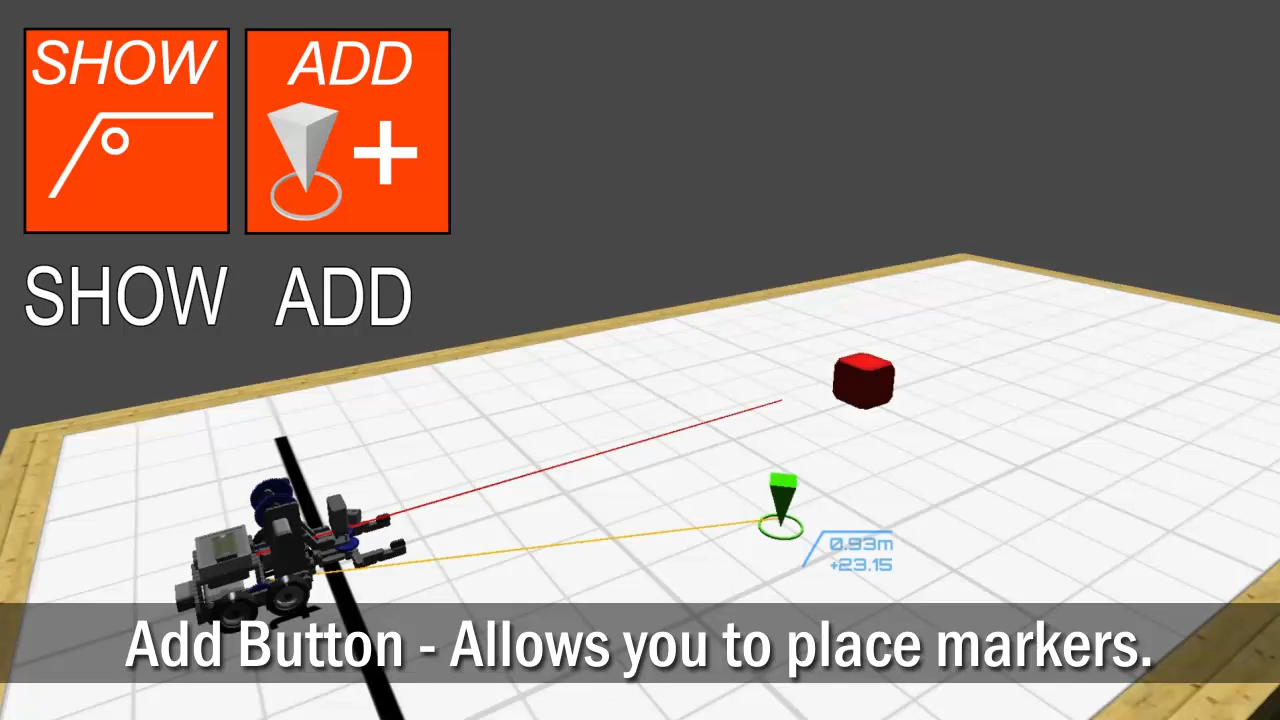 SHOW
ADD
SHOW
ADD
0.93m
+23.15
Add Button - Allows you to place markers.